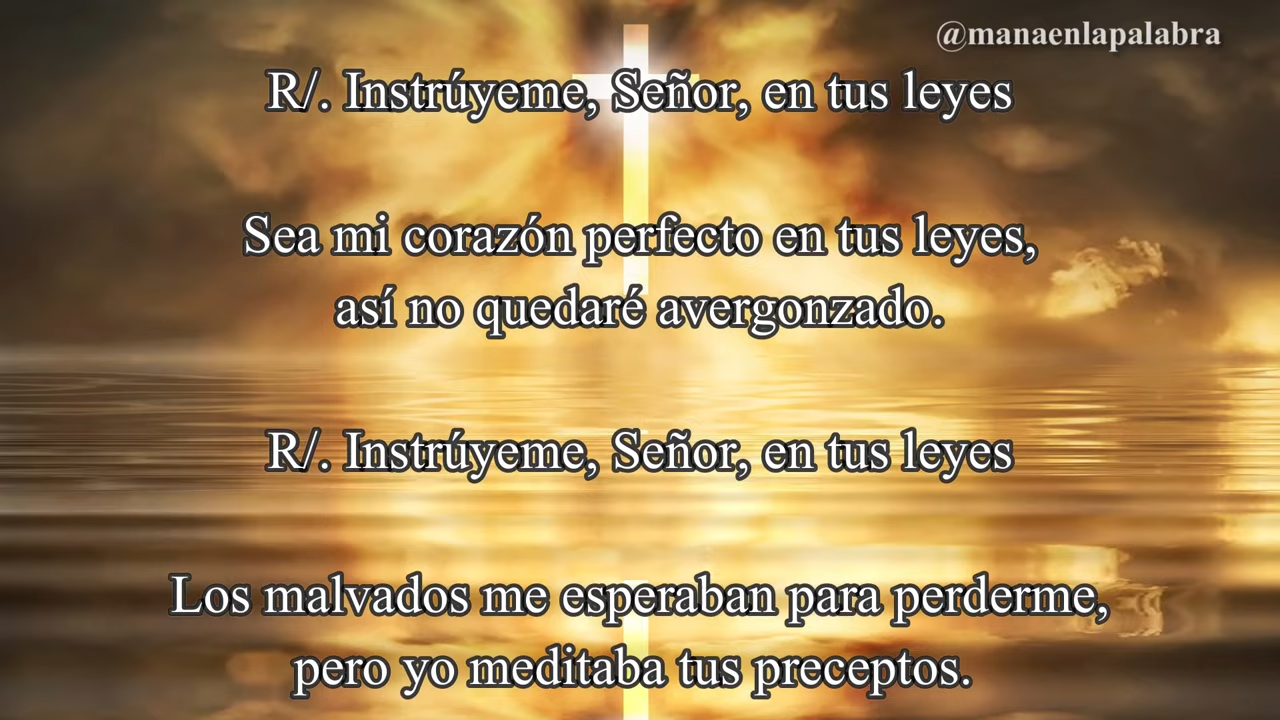 @manaenlapalabra
R/. Instrúyeme, Señor, en tus leyes
Sea mi corazón perfecto en tus leyes,
así no quedaré avergonzado.
R/. Instrúyeme, Señor, en tus leyes
Los malvados me esperaban para perderme,
pero yo meditaba tus preceptos.